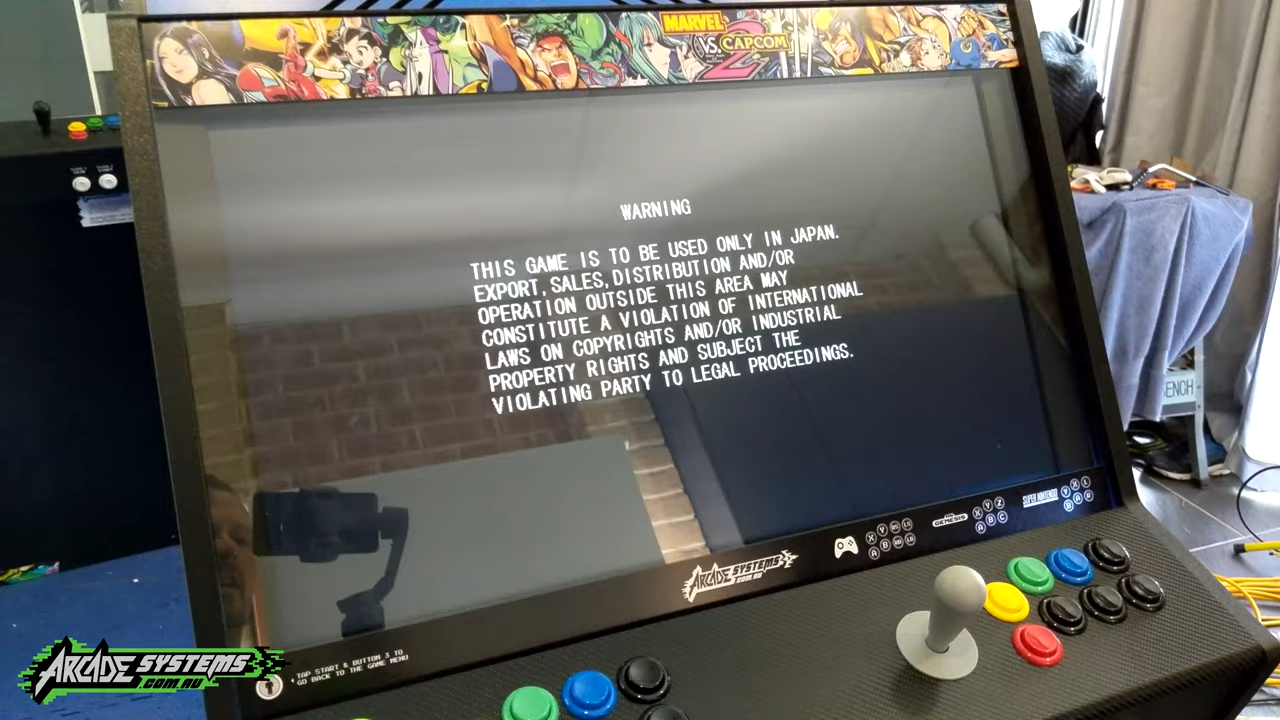 MARVEL
VS. CAPCOM
2
WARNING
THIS GAME IS TO BE USED ONLY IN JAPAN.
EXPORT, SALES, DISTRIBUTION AND/OR
OPERATION OUTSIDE THIS AREA MAY
CONSTITUTE A VIOLATION OF INTERNATIONAL
LAWS ON COPYRIGHTS AND/OR INDUSTRIAL
PROPERTY RIGHTS AND SUBJECT THE
VIOLATING PARTY TO LEGAL PROCEEDINGS.
ENCH
SUPER NINTENDO
Y X L
B A R
GENESIS
X Y Z
A B C
X Y
A B
ARCADE SYSTEMS
.COM.AU
* TAP START & BUTTON 3 TO
GO BACK TO THE GAME MENU
ARCADE SYSTEMS
.COM.AU